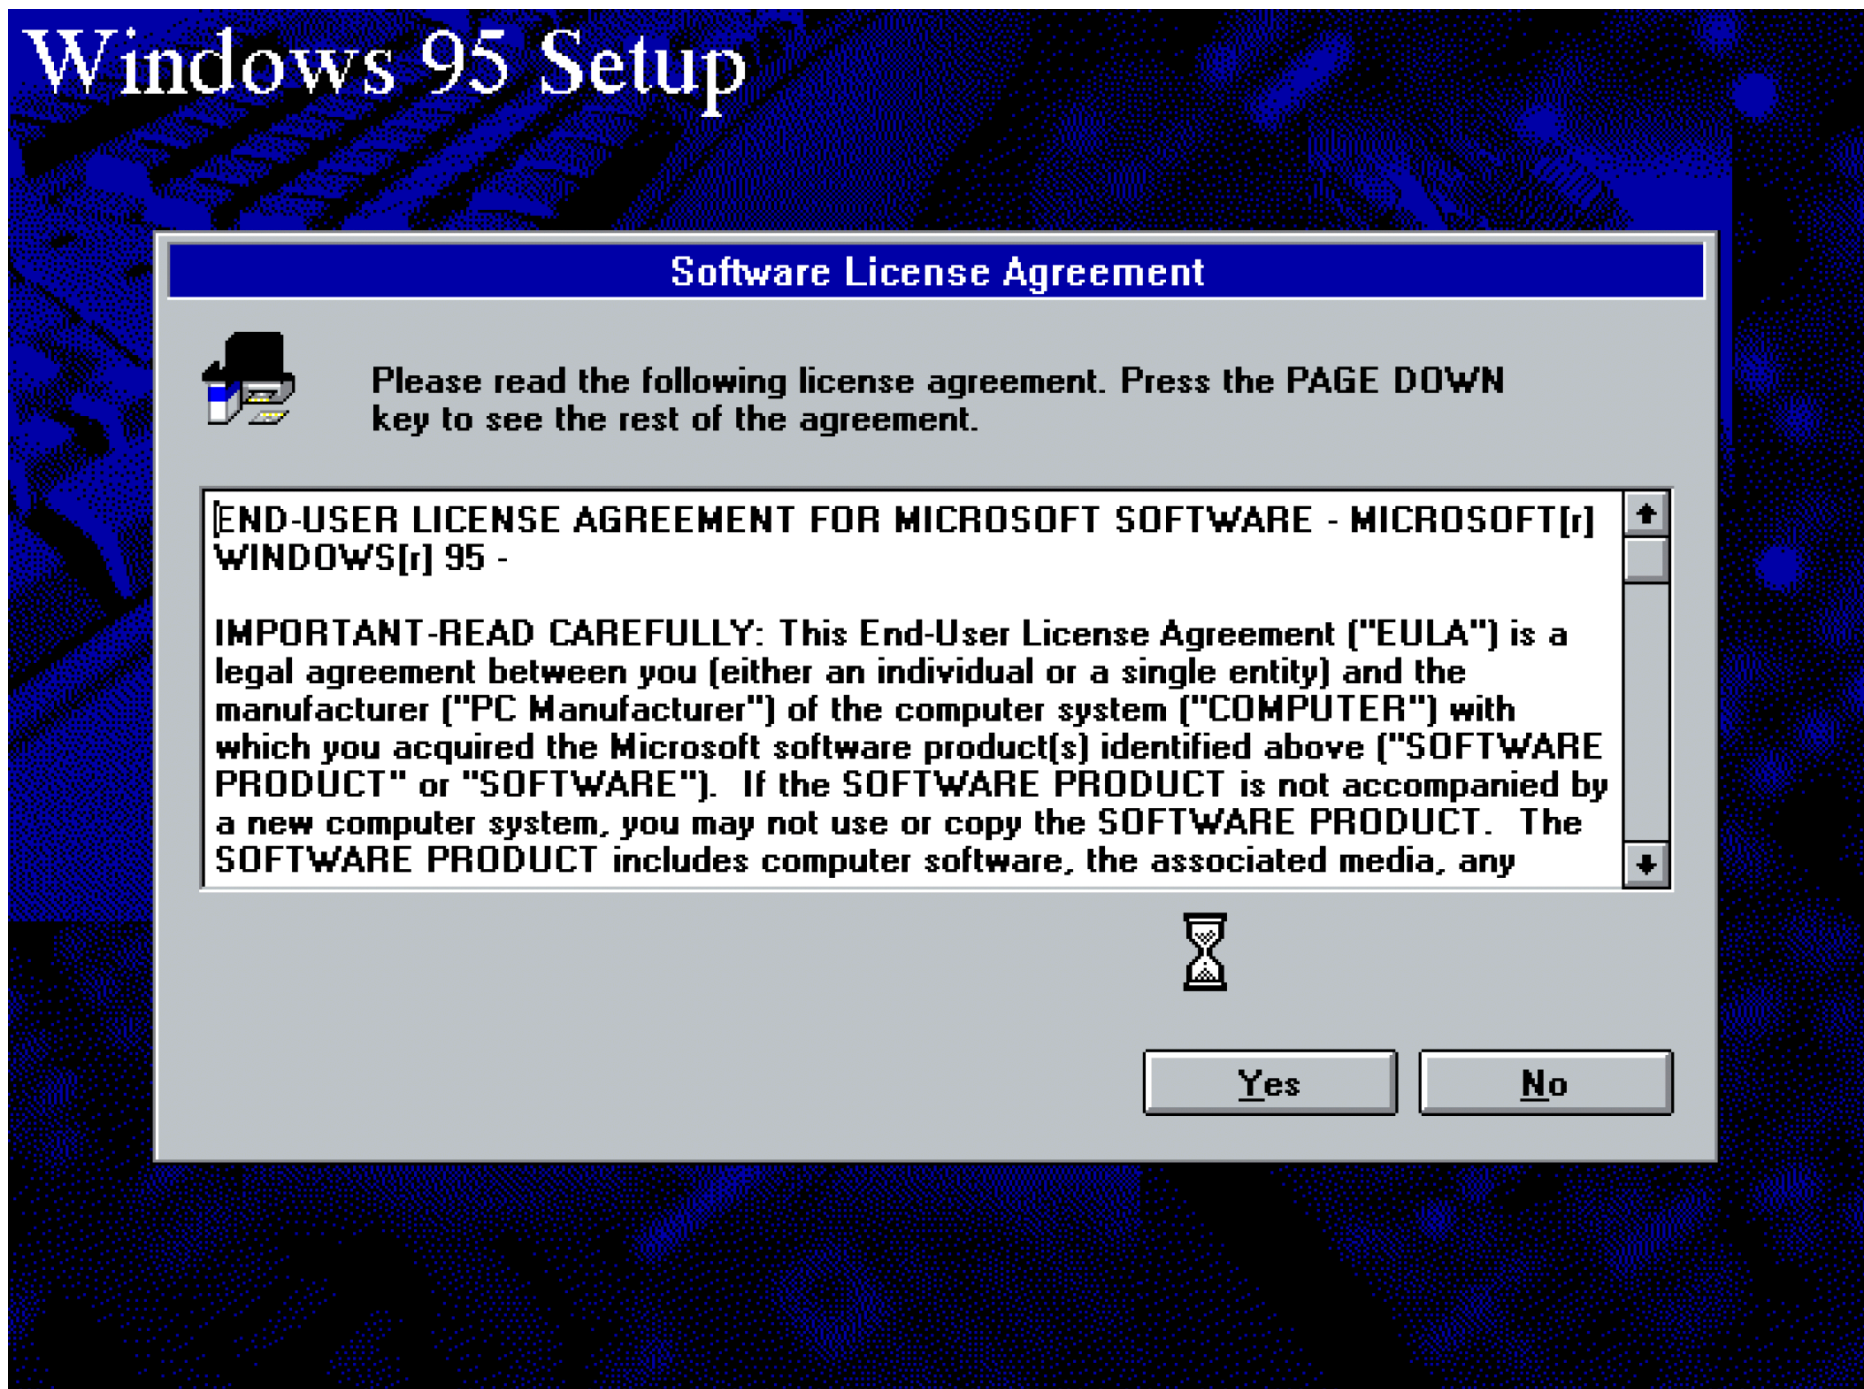 Windows 95 Setup
Software License Agreement
Please read the following license agreement. Press the PAGE DOWN
key to see the rest of the agreement.
END-USER LICENSE AGREEMENT FOR MICROSOFT SOFTWARE - MICROSOFT[r]
WINDOWS[r] 95 -
IMPORTANT-READ CAREFULLY: This End-User License Agreement ("EULA") is a
legal agreement between you (either an individual or a single entity) and the
manufacturer ("PC Manufacturer") of the computer system ("COMPUTER") with
which you acquired the Microsoft software product(s) identified above ("SOFTWARE
PRODUCT" or "SOFTWARE").  If the SOFTWARE PRODUCT is not accompanied by
a new computer system, you may not use or copy the SOFTWARE PRODUCT.  The
SOFTWARE PRODUCT includes computer software, the associated media, any
Yes
No